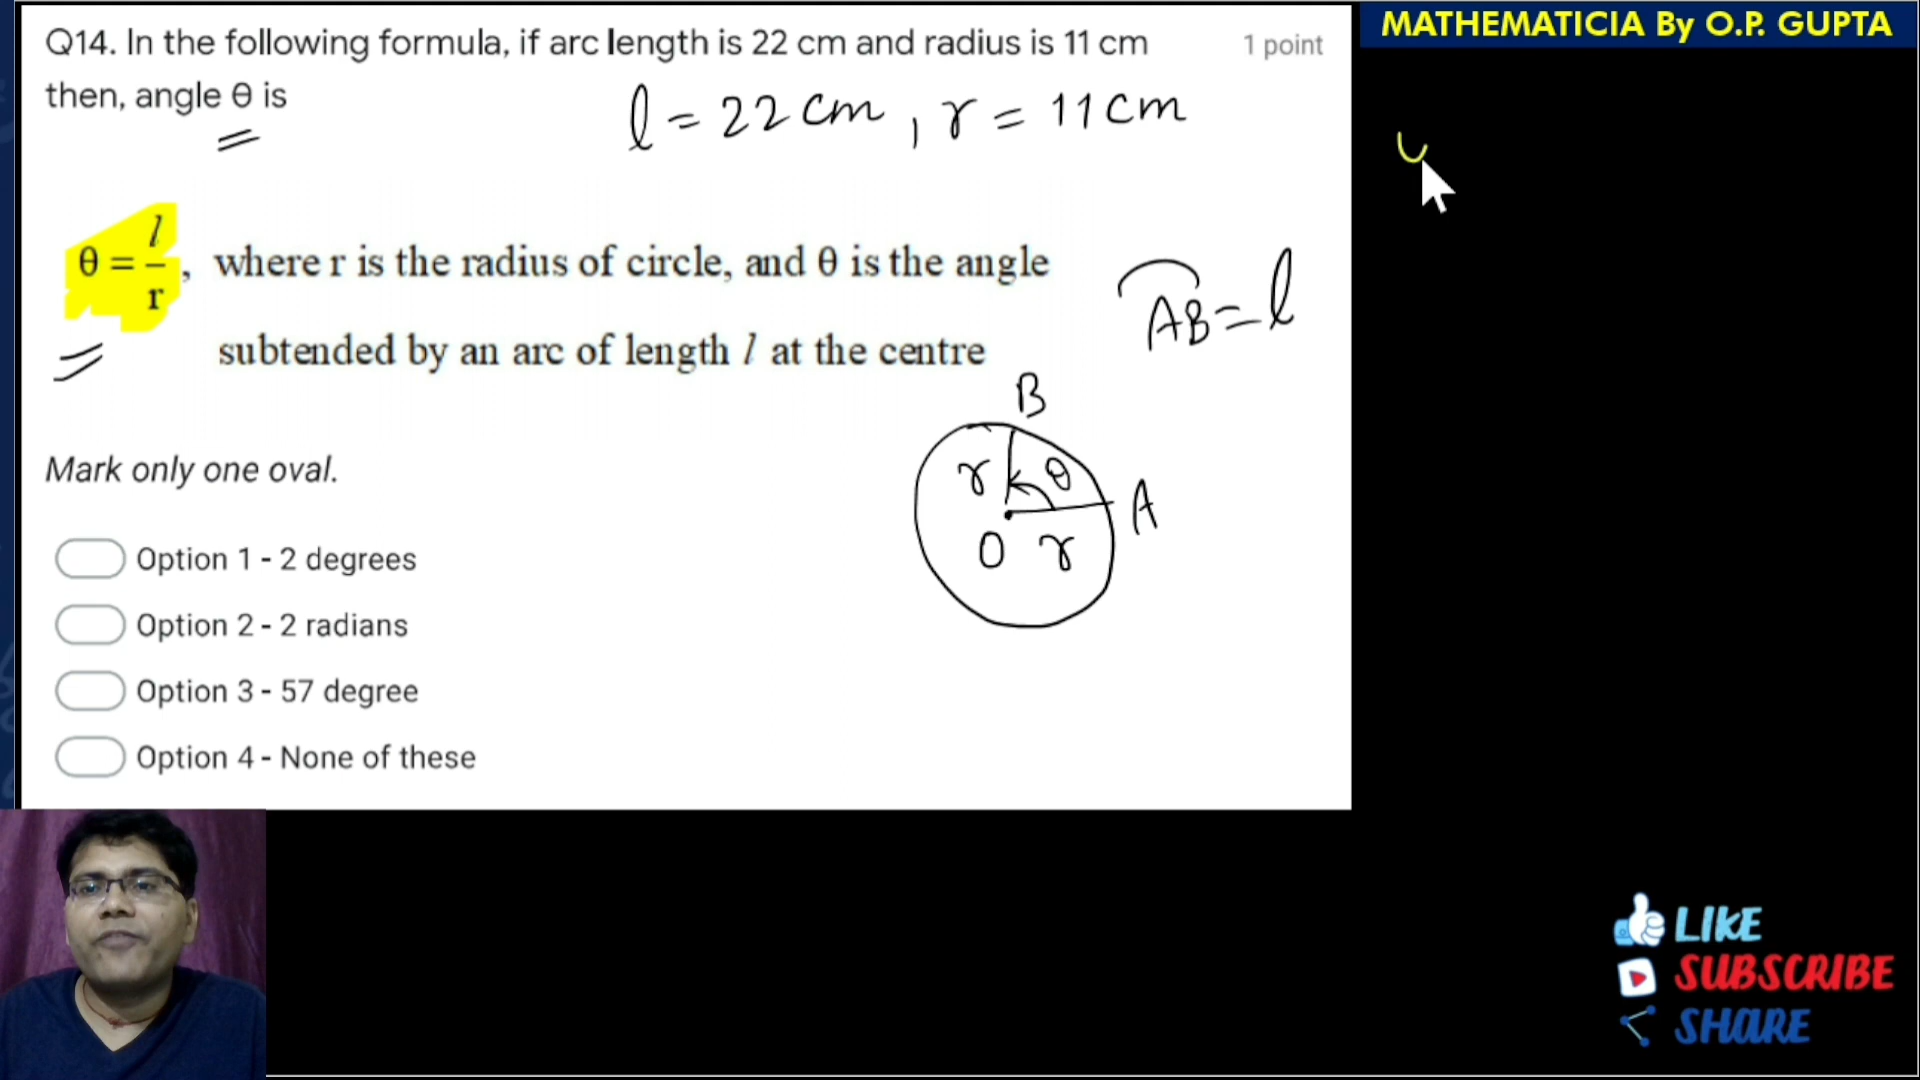 MATHEMATICIA By O.P. GUPTA
Q14. In the following formula, if arc length is 22 cm and radius is 11 cm
1 point
then, angle θ is
l = 22 cm , r = 11 cm
θ = l/r , where r is the radius of circle, and θ is the angle
subtended by an arc of length l at the centre
AB = l
B
r θ
A
O r
Mark only one oval.
Option 1 - 2 degrees
Option 2 - 2 radians
Option 3 - 57 degree
Option 4 - None of these
LIKE
SUBSCRIBE
SHARE